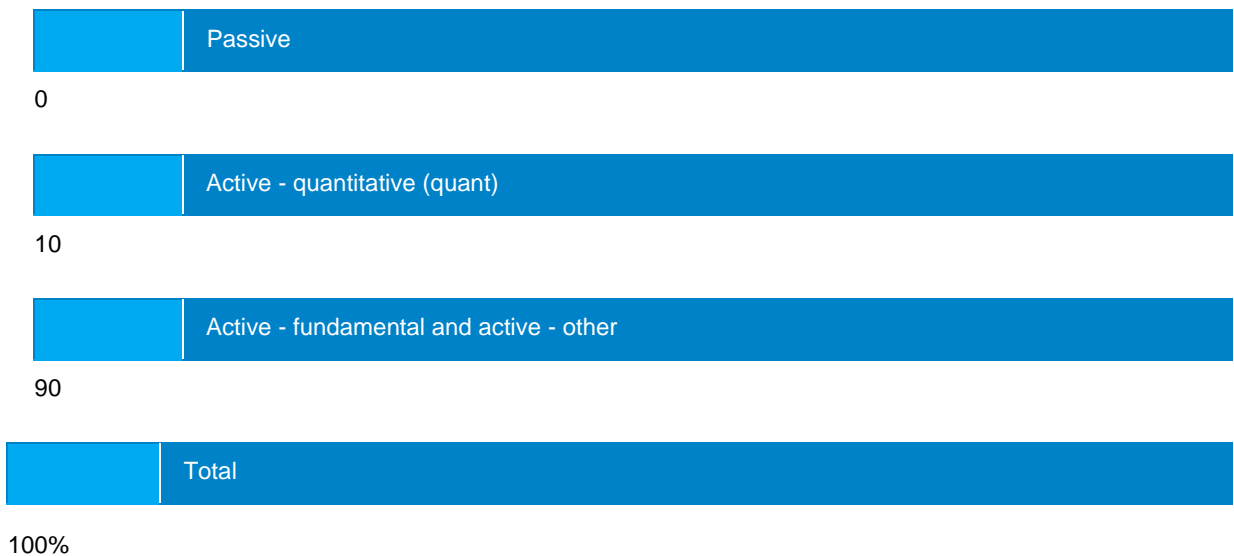 Passive
0
Active - quantitative (quant)
10
Active - fundamental and active - other
90
Total
100%